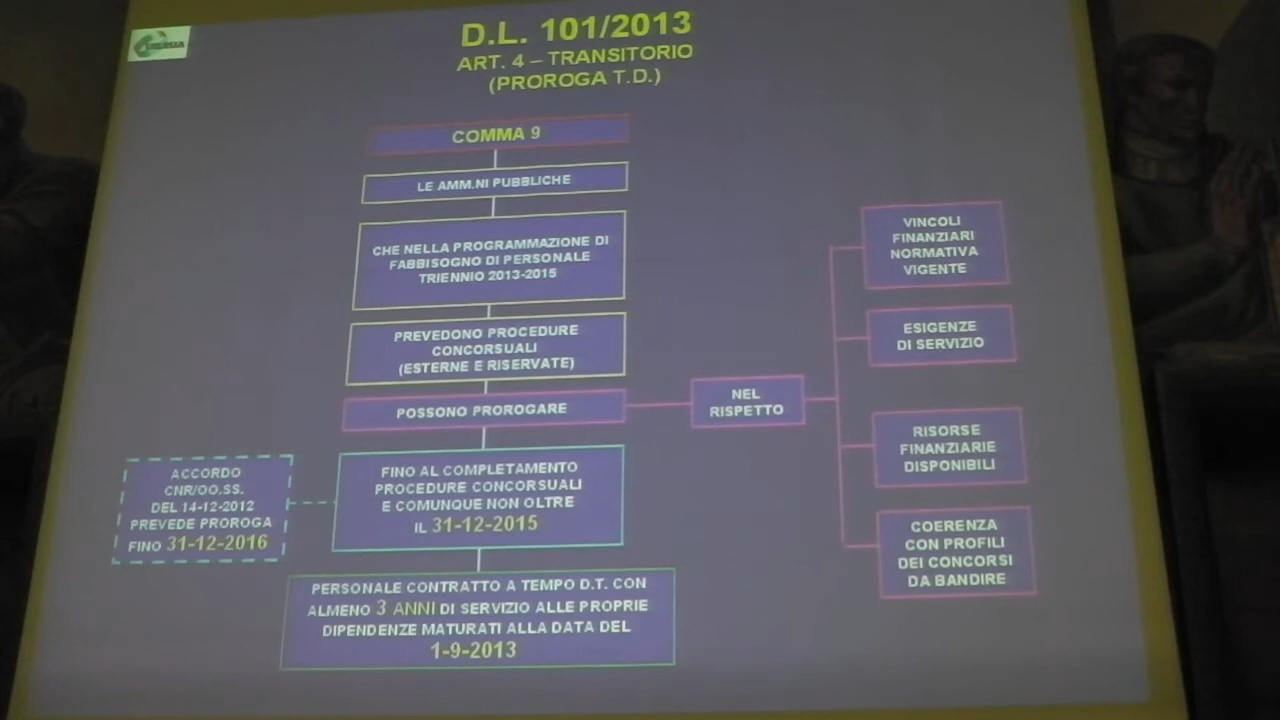 D.L. 101/2013
ART. 4 – TRANSITORIO
(PROROGA T.D.)
COMMA 9
LE AMM.NI PUBBLICHE
CHE NELLA PROGRAMMAZIONE DI
FABBISOGNO DI PERSONALE
TRIENNIO 2013-2015
PREVEDONO PROCEDURE
CONCORSUALI
(ESTERNE E RISERVATE)
POSSONO PROROGARE
NEL
RISPETTO
VINCOLI
FINANZIARI
NORMATIVA
VIGENTE
ESIGENZE
DI SERVIZIO
RISORSE
FINANZIARIE
DISPONIBILI
COERENZA
CON PROFILI
DEI CONCORSI
DA BANDIRE
FINO AL COMPLETAMENTO
PROCEDURE CONCORSUALI
E COMUNQUE NON OLTRE
IL 31-12-2015
ACCORDO
CNR/OO.SS.
DEL 14-12-2012
PREVEDE PROROGA
FINO 31-12-2016
PERSONALE CONTRATTO A TEMPO D.T. CON
ALMENO 3 ANNI DI SERVIZIO ALLE PROPRIE
DIPENDENZE MATURATI ALLA DATA DEL
1-9-2013